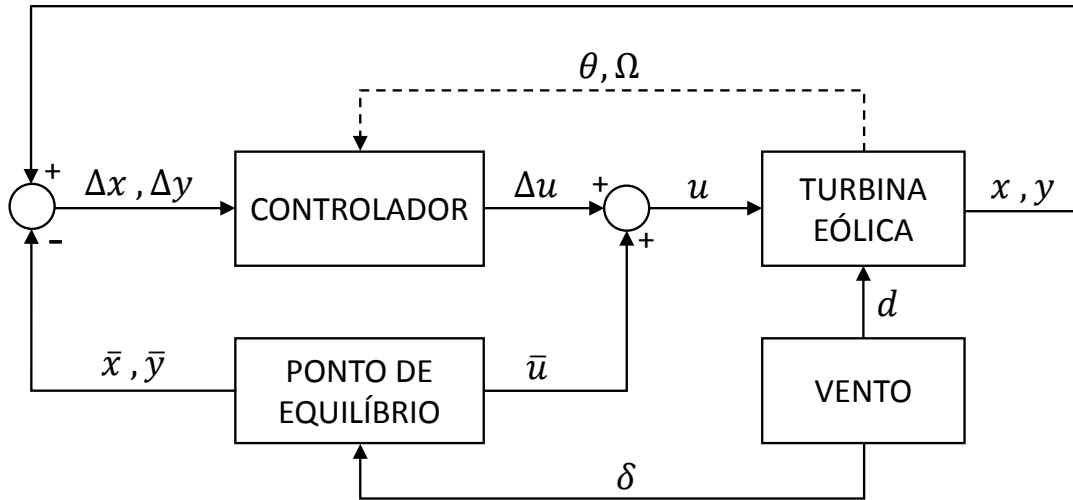 θ, Ω
+
Δx , Δy
CONTROLADOR
Δu
+
u
TURBINA
EÓLICA
x , y
-
+
d
x̄ , ȳ
PONTO DE
EQUILÍBRIO
ū
VENTO
δ